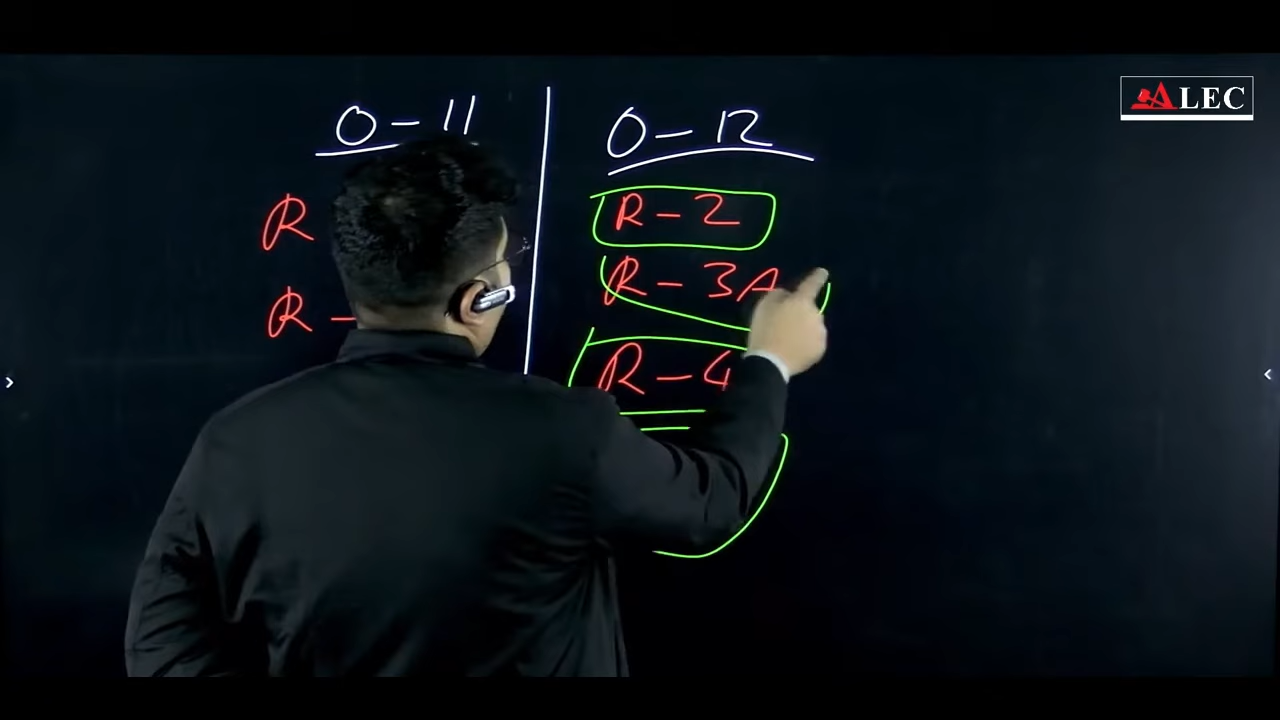 ALEC
O - 11
R
R -
O - 12
R - 2
R - 3A
R - 4